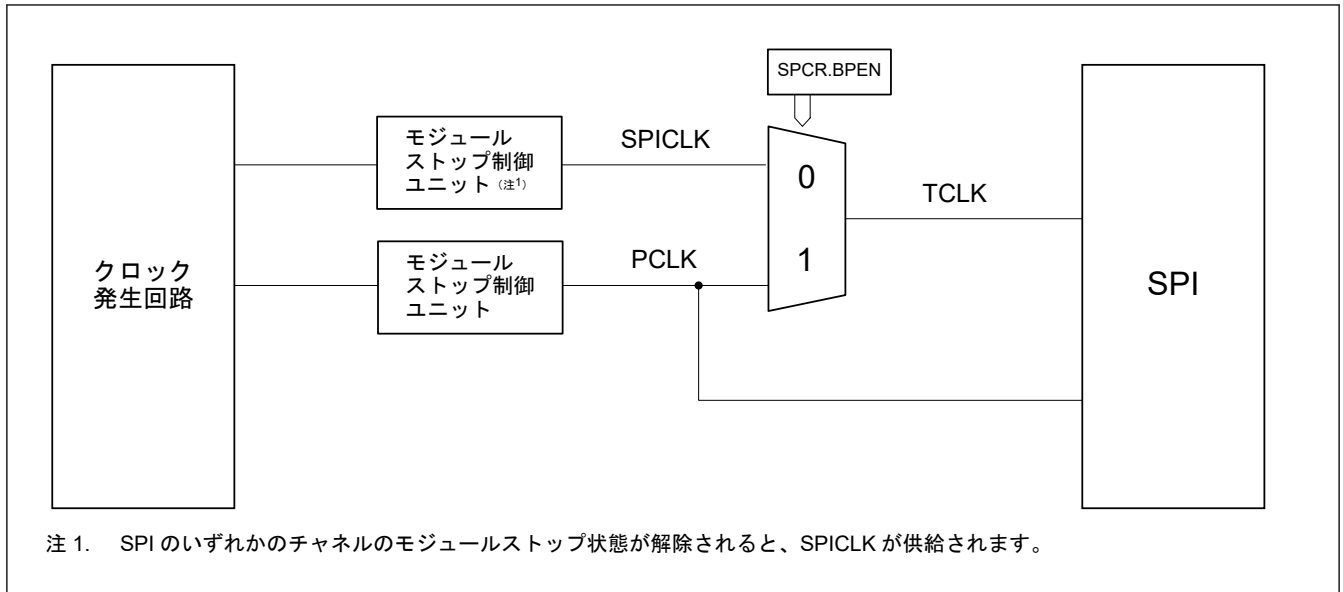 SPCR.BPEN
モジュール
ストップ制御
ユニット (注1)
SPICLK
0
TCLK
クロック
発生回路
モジュール
ストップ制御
ユニット
PCLK
1
SPI
注 1. SPI のいずれかのチャネルのモジュールストップ状態が解除されると、SPICLK が供給されます。